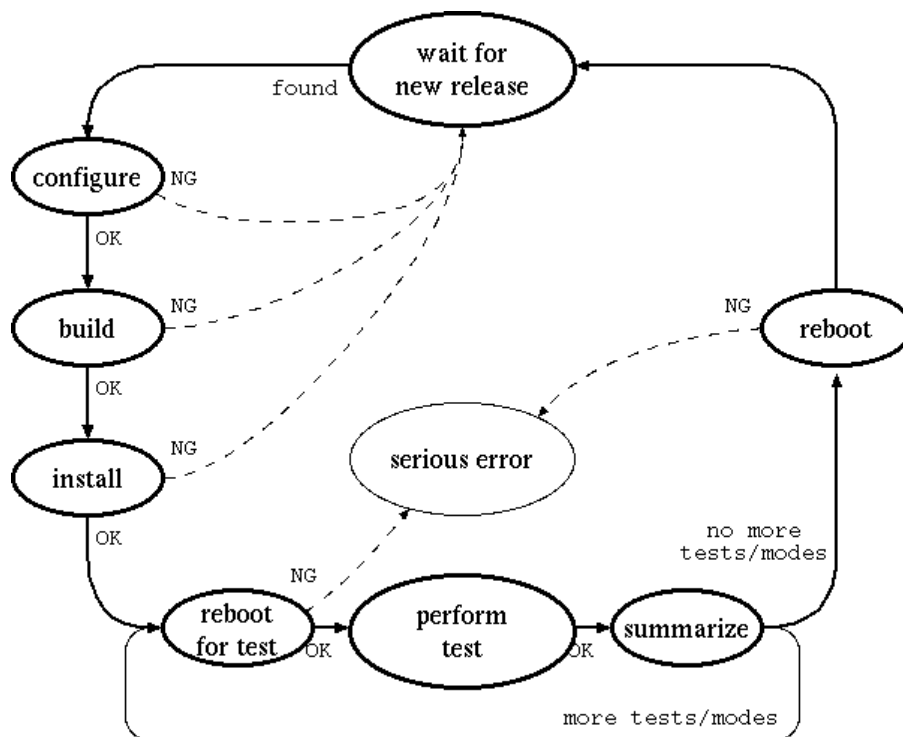 wait for
new release
found
configure
NG
OK
build
NG
NG
reboot
OK
install
NG
serious error
OK
no more
tests/modes
NG
reboot
for test
OK
perform
test
OK
summarize
more tests/modes